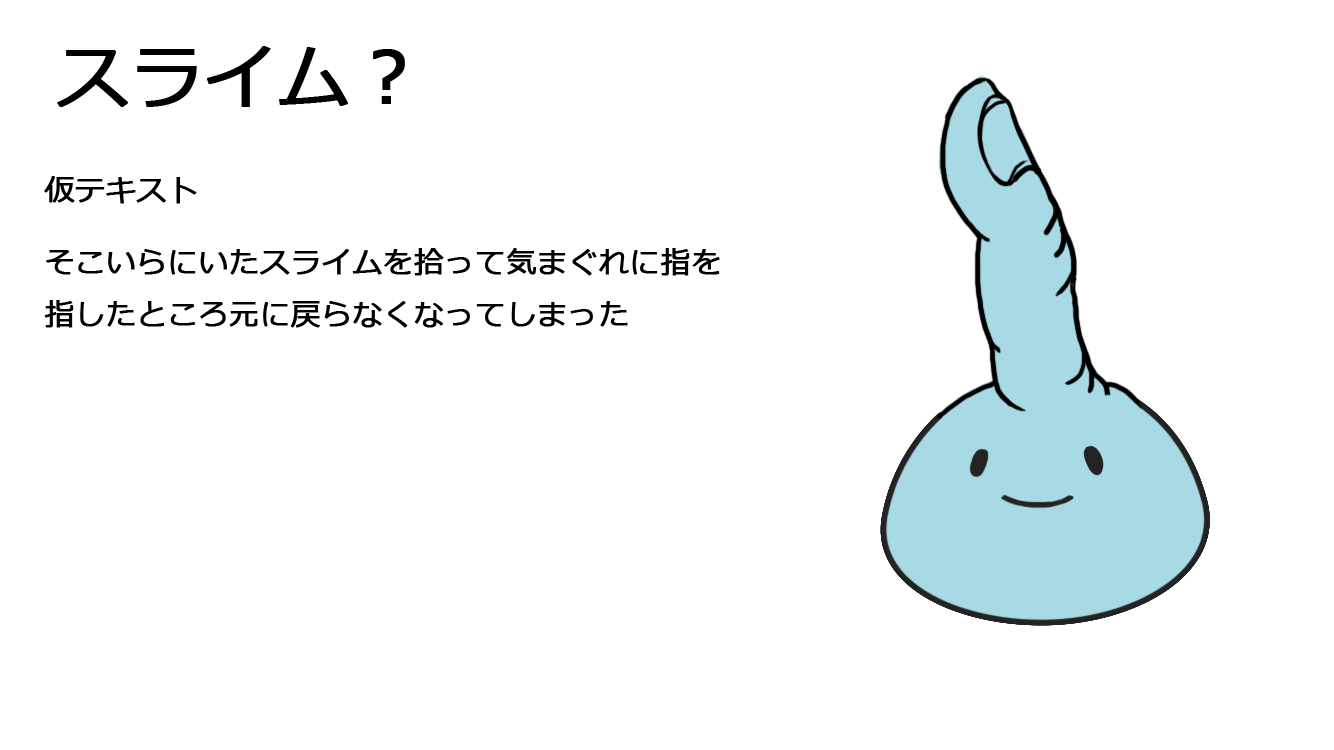 スライム？
仮テキスト
そこいらにいたスライムを拾って気まぐれに指を
指したところ元に戻らなくなってしまった